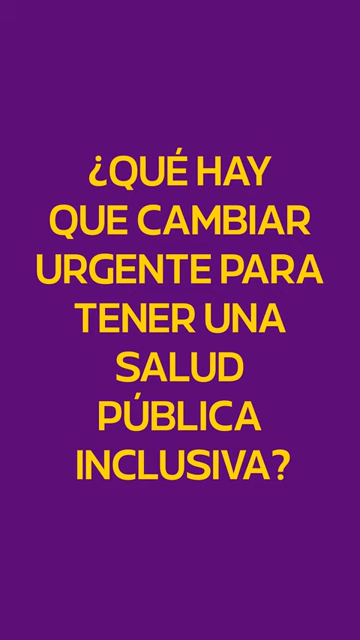 ¿QUÉ HAY
QUE CAMBIAR
URGENTE PARA
TENER UNA
SALUD
PÚBLICA
INCLUSIVA?